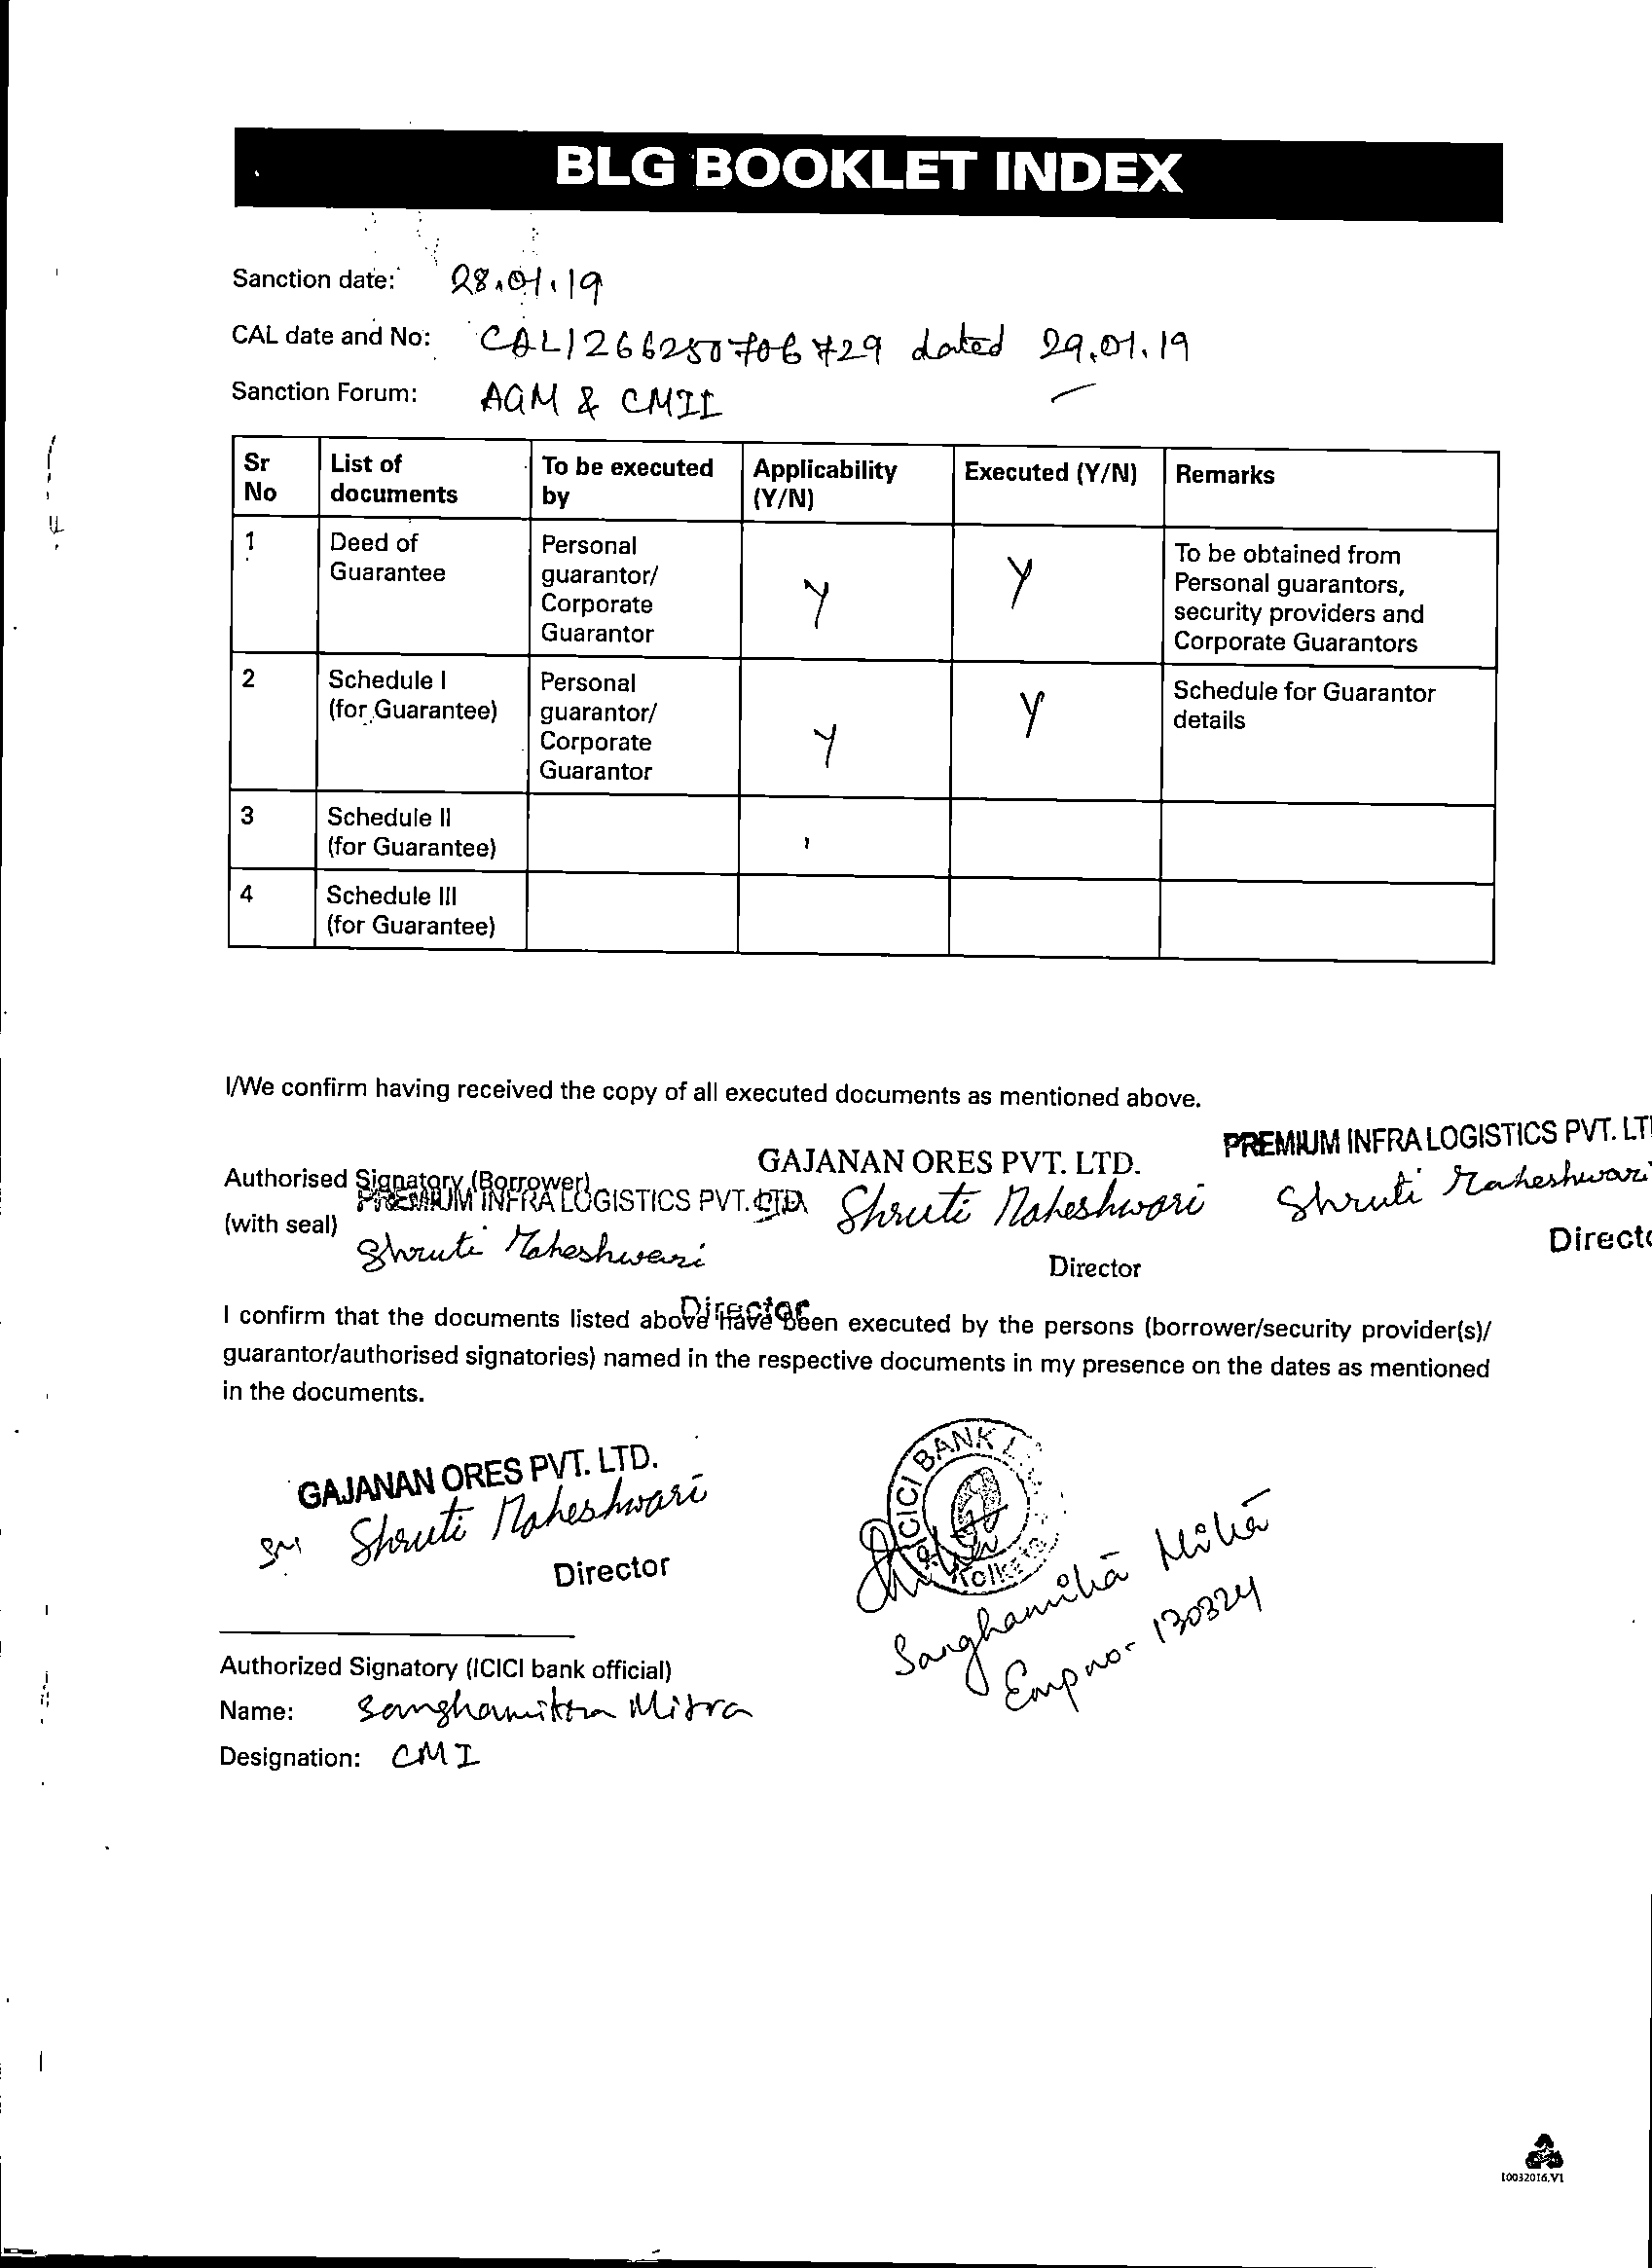 BLG BOOKLET INDEX
Sanction date: 28.01.19
CAL date and No: CAL1266250706729 dated 29.01.19
Sanction Forum: AGM & CMII
Sr No List of documents To be executed by Applicability (Y/N) Executed (Y/N) Remarks
1 Deed of Guarantee Personal guarantor/ Corporate Guarantor Y Y To be obtained from Personal guarantors, security providers and Corporate Guarantors
2 Schedule I (for Guarantee) Personal guarantor/ Corporate Guarantor Y Y Schedule for Guarantor details
3 Schedule II (for Guarantee)
4 Schedule III (for Guarantee)
I/We confirm having received the copy of all executed documents as mentioned above.
PREMIUM INFRA LOGISTICS PVT. LT
GAJANAN ORES PVT. LTD.
Authorised Signatory (Borrower)
PREMIUM INFRA LOGISTICS PVT. LTD.
Shruti Maheshwari
Shruti Maheshwari
(with seal)
Shruti Maheshwari
Director
Direct
Director
I confirm that the documents listed above have been executed by the persons (borrower/security provider(s)/
guarantor/authorised signatories) named in the respective documents in my presence on the dates as mentioned
in the documents.
GAJANAN ORES PVT. LTD.
Shruti Maheshwari
Director
ICICI BANK
Sanghamitra Mitra
Emp no- 130324
Authorized Signatory (ICICI bank official)
Name: Sanghamitra Mitra
Designation: CMI
10032016.V1